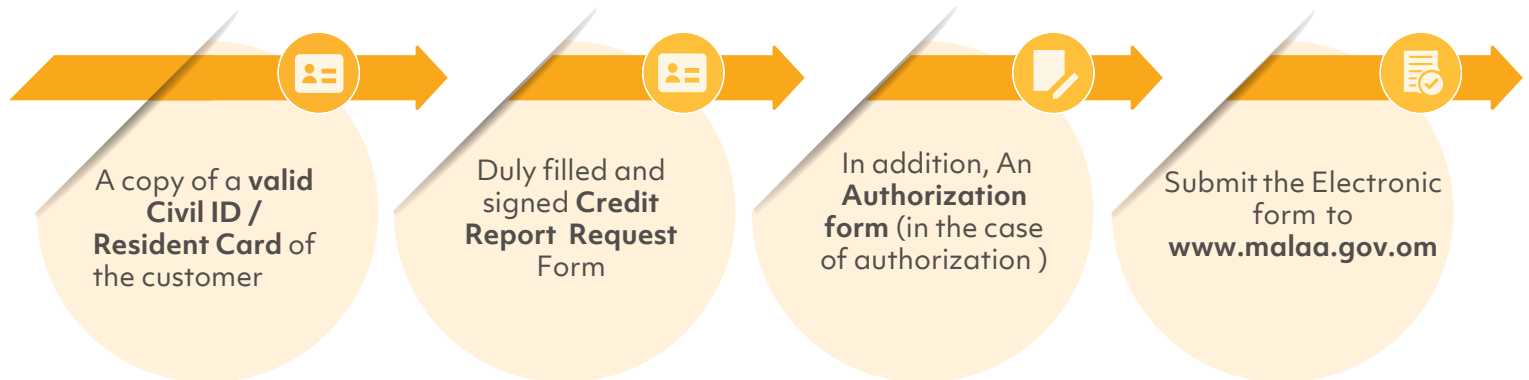 A copy of a valid
Civil ID /
Resident Card of
the customer
Duly filled and
signed Credit
Report Request
Form
In addition, An
Authorization
form (in the case
of authorization )
Submit the Electronic
form to
www.malaa.gov.om